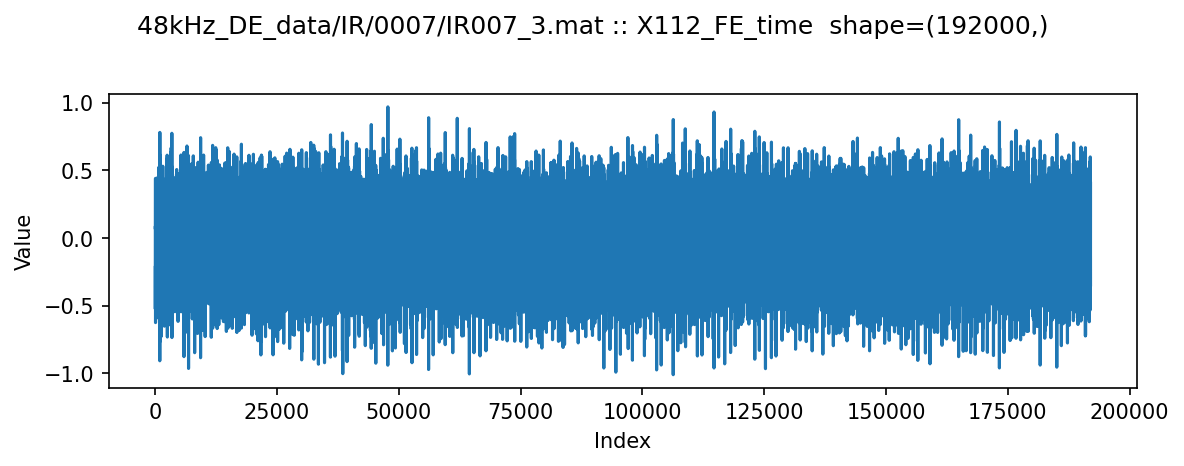 48kHz_DE_data/IR/0007/IR007_3.mat :: X112_FE_time  shape=(192000,)
1.0
0.5
0.0
−0.5
−1.0
Value
0 25000 50000 75000 100000 125000 150000 175000 200000
Index